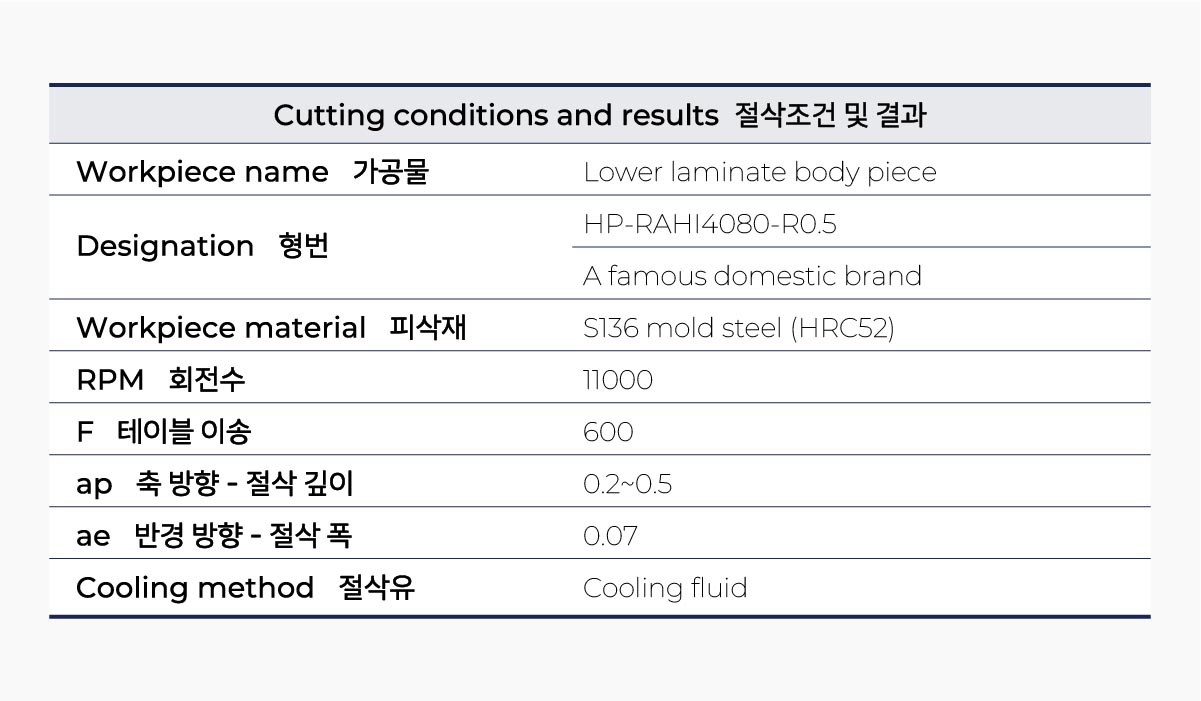 Cutting conditions and results 절삭조건 및 결과
Workpiece name 가공물 Lower laminate body piece
Designation 형번 HP-RAHI4080-R0.5
A famous domestic brand
Workpiece material 피삭재 S136 mold steel (HRC52)
RPM 회전수 11000
F 테이블 이송 600
ap 축 방향 - 절삭 깊이 0.2~0.5
ae 반경 방향 - 절삭 폭 0.07
Cooling method 절삭유 Cooling fluid